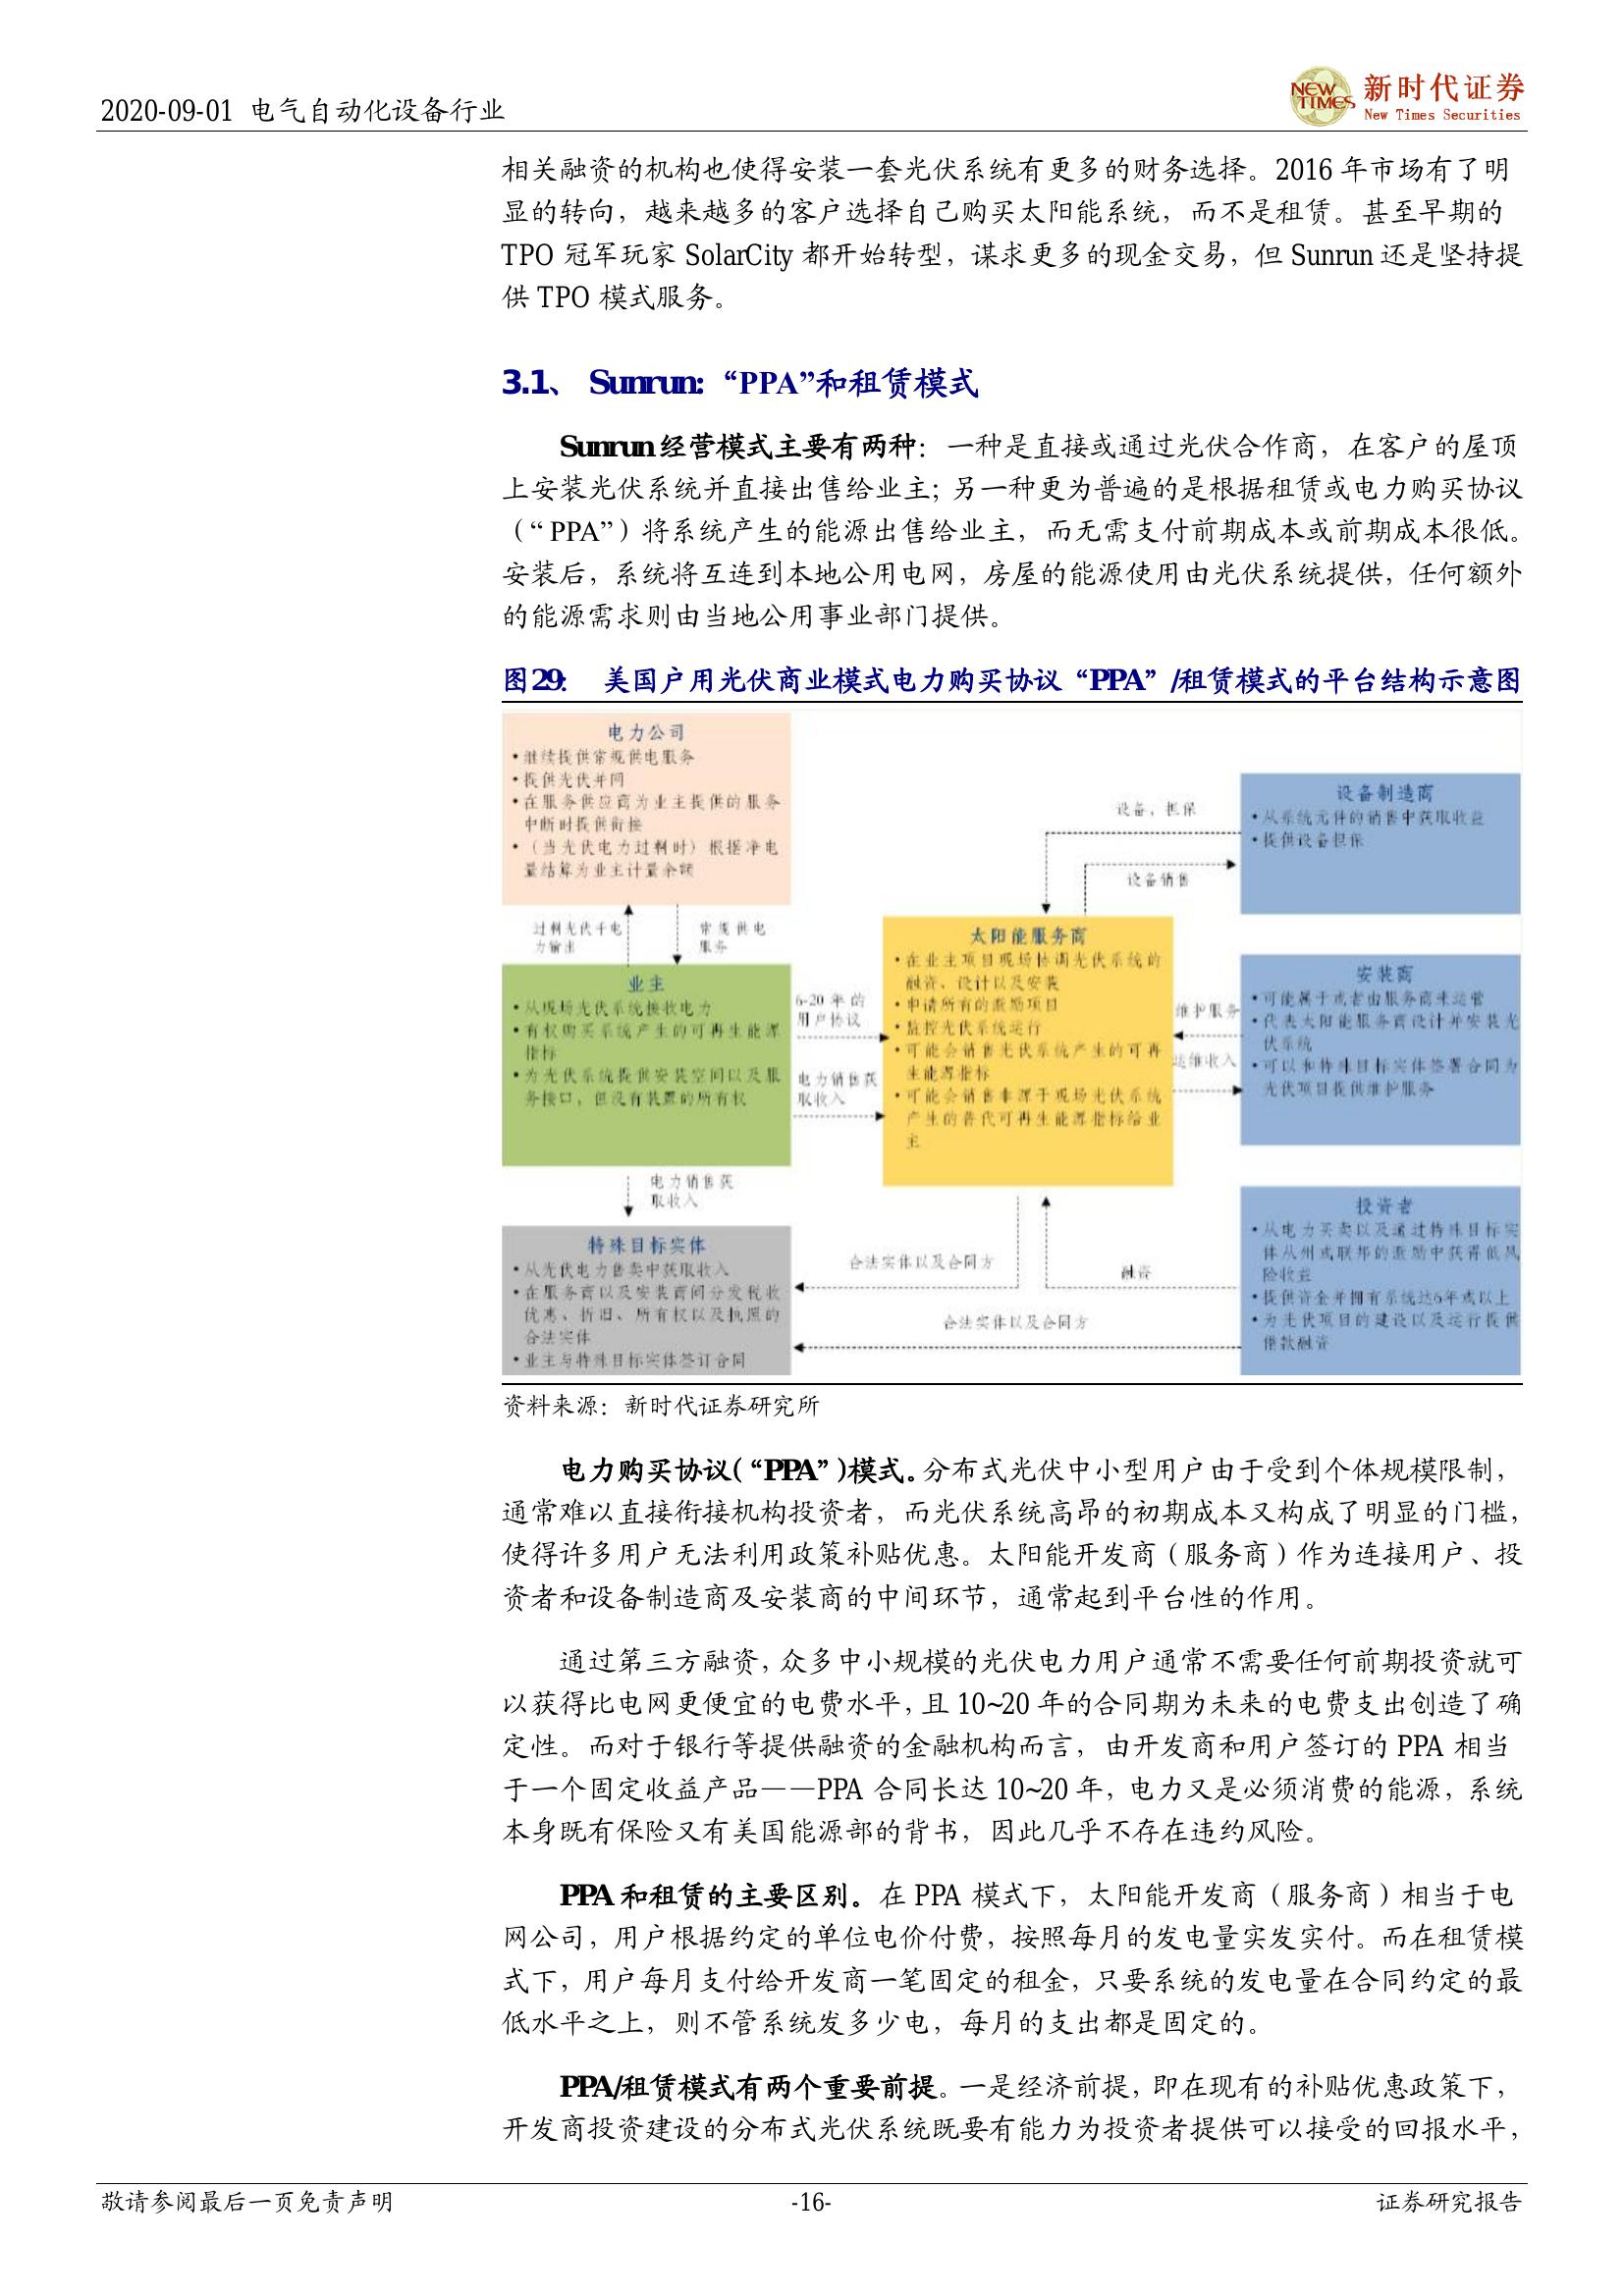 2020-09-01 电气自动化设备行业
NEW TIMES 新时代证券
New Times Securities
相关融资的机构也使得安装一套光伏系统有更多的财务选择。2016 年市场有了明
显的转向，越来越多的客户选择自己购买太阳能系统，而不是租赁。甚至早期的
TPO 冠军玩家 SolarCity 都开始转型，谋求更多的现金交易，但 Sunrun 还是坚持提
供 TPO 模式服务。
3.1、 Sunrun:“PPA”和租赁模式
Sunrun 经营模式主要有两种：一种是直接或通过光伏合作商，在客户的屋顶
上安装光伏系统并直接出售给业主；另一种更为普遍的是根据租赁或电力购买协议
（“PPA”）将系统产生的能源出售给业主，而无需支付前期成本或前期成本很低。
安装后，系统将互连到本地公用电网，房屋的能源使用由光伏系统提供，任何额外
的能源需求则由当地公用事业部门提供。
图29： 美国户用光伏商业模式电力购买协议“PPA”/租赁模式的平台结构示意图
电力公司
•继续提供常规供电服务
•提供光伏并网
•在服务供应商为业主提供的服务
中断时提供衔接
•（当光伏电力过剩时）根据净电
量结算为业主计量余额
过剩光伏千电
力输出
常规供电
服务
业主
•从现场光伏系统接收电力
•有权购买系统产生的可再生能源
指标
•为光伏系统提供安装空间以及服
务接口，但没有装置的所有权
6-20 年的
用户协议
电力销售获
取收入
电力销售获
取收入
特殊目标实体
•从光伏电力售卖中获取收入
•在服务商以及安装商间分发税收
优惠、折旧、所有权以及执照的
合法实体
•业主与特殊目标实体签订合同
太阳能服务商
•在业主项目现场协调光伏系统的
融资、设计以及安装
•申请所有的激励项目
•监控光伏系统运行
•可能会销售光伏系统产生的可再
生能源指标
•可能会销售非源于现场光伏系统
产生的替代可再生能源指标给业
主
设备、担保
设备销售
维护服务
运维收入
合法实体以及合同方
融资
合法实体以及合同方
设备制造商
•从系统元件的销售中获取收益
•提供设备担保
安装商
•可能属于或者由服务商来运营
•代表太阳能服务商设计并安装光
伏系统
•可以和特殊目标实体签署合同为
光伏项目提供维护服务
投资者
•从电力买卖以及通过特殊目标实
体从州或联邦的激励中获得低风
险收益
•提供资金并拥有系统达6年或以上
•为光伏项目的建设以及运行提供
借款融资
资料来源：新时代证券研究所
电力购买协议(“PPA”)模式。分布式光伏中小型用户由于受到个体规模限制，
通常难以直接衔接机构投资者，而光伏系统高昂的初期成本又构成了明显的门槛，
使得许多用户无法利用政策补贴优惠。太阳能开发商（服务商）作为连接用户、投
资者和设备制造商及安装商的中间环节，通常起到平台性的作用。
通过第三方融资，众多中小规模的光伏电力用户通常不需要任何前期投资就可
以获得比电网更便宜的电费水平，且 10~20 年的合同期为未来的电费支出创造了确
定性。而对于银行等提供融资的金融机构而言，由开发商和用户签订的 PPA 相当
于一个固定收益产品——PPA 合同长达 10~20 年，电力又是必须消费的能源，系统
本身既有保险又有美国能源部的背书，因此几乎不存在违约风险。
PPA 和租赁的主要区别。在 PPA 模式下，太阳能开发商（服务商）相当于电
网公司，用户根据约定的单位电价付费，按照每月的发电量实发实付。而在租赁模
式下，用户每月支付给开发商一笔固定的租金，只要系统的发电量在合同约定的最
低水平之上，则不管系统发多少电，每月的支出都是固定的。
PPA/租赁模式有两个重要前提。一是经济前提，即在现有的补贴优惠政策下，
开发商投资建设的分布式光伏系统既要有能力为投资者提供可以接受的回报水平，
敬请参阅最后一页免责声明
-16-
证券研究报告